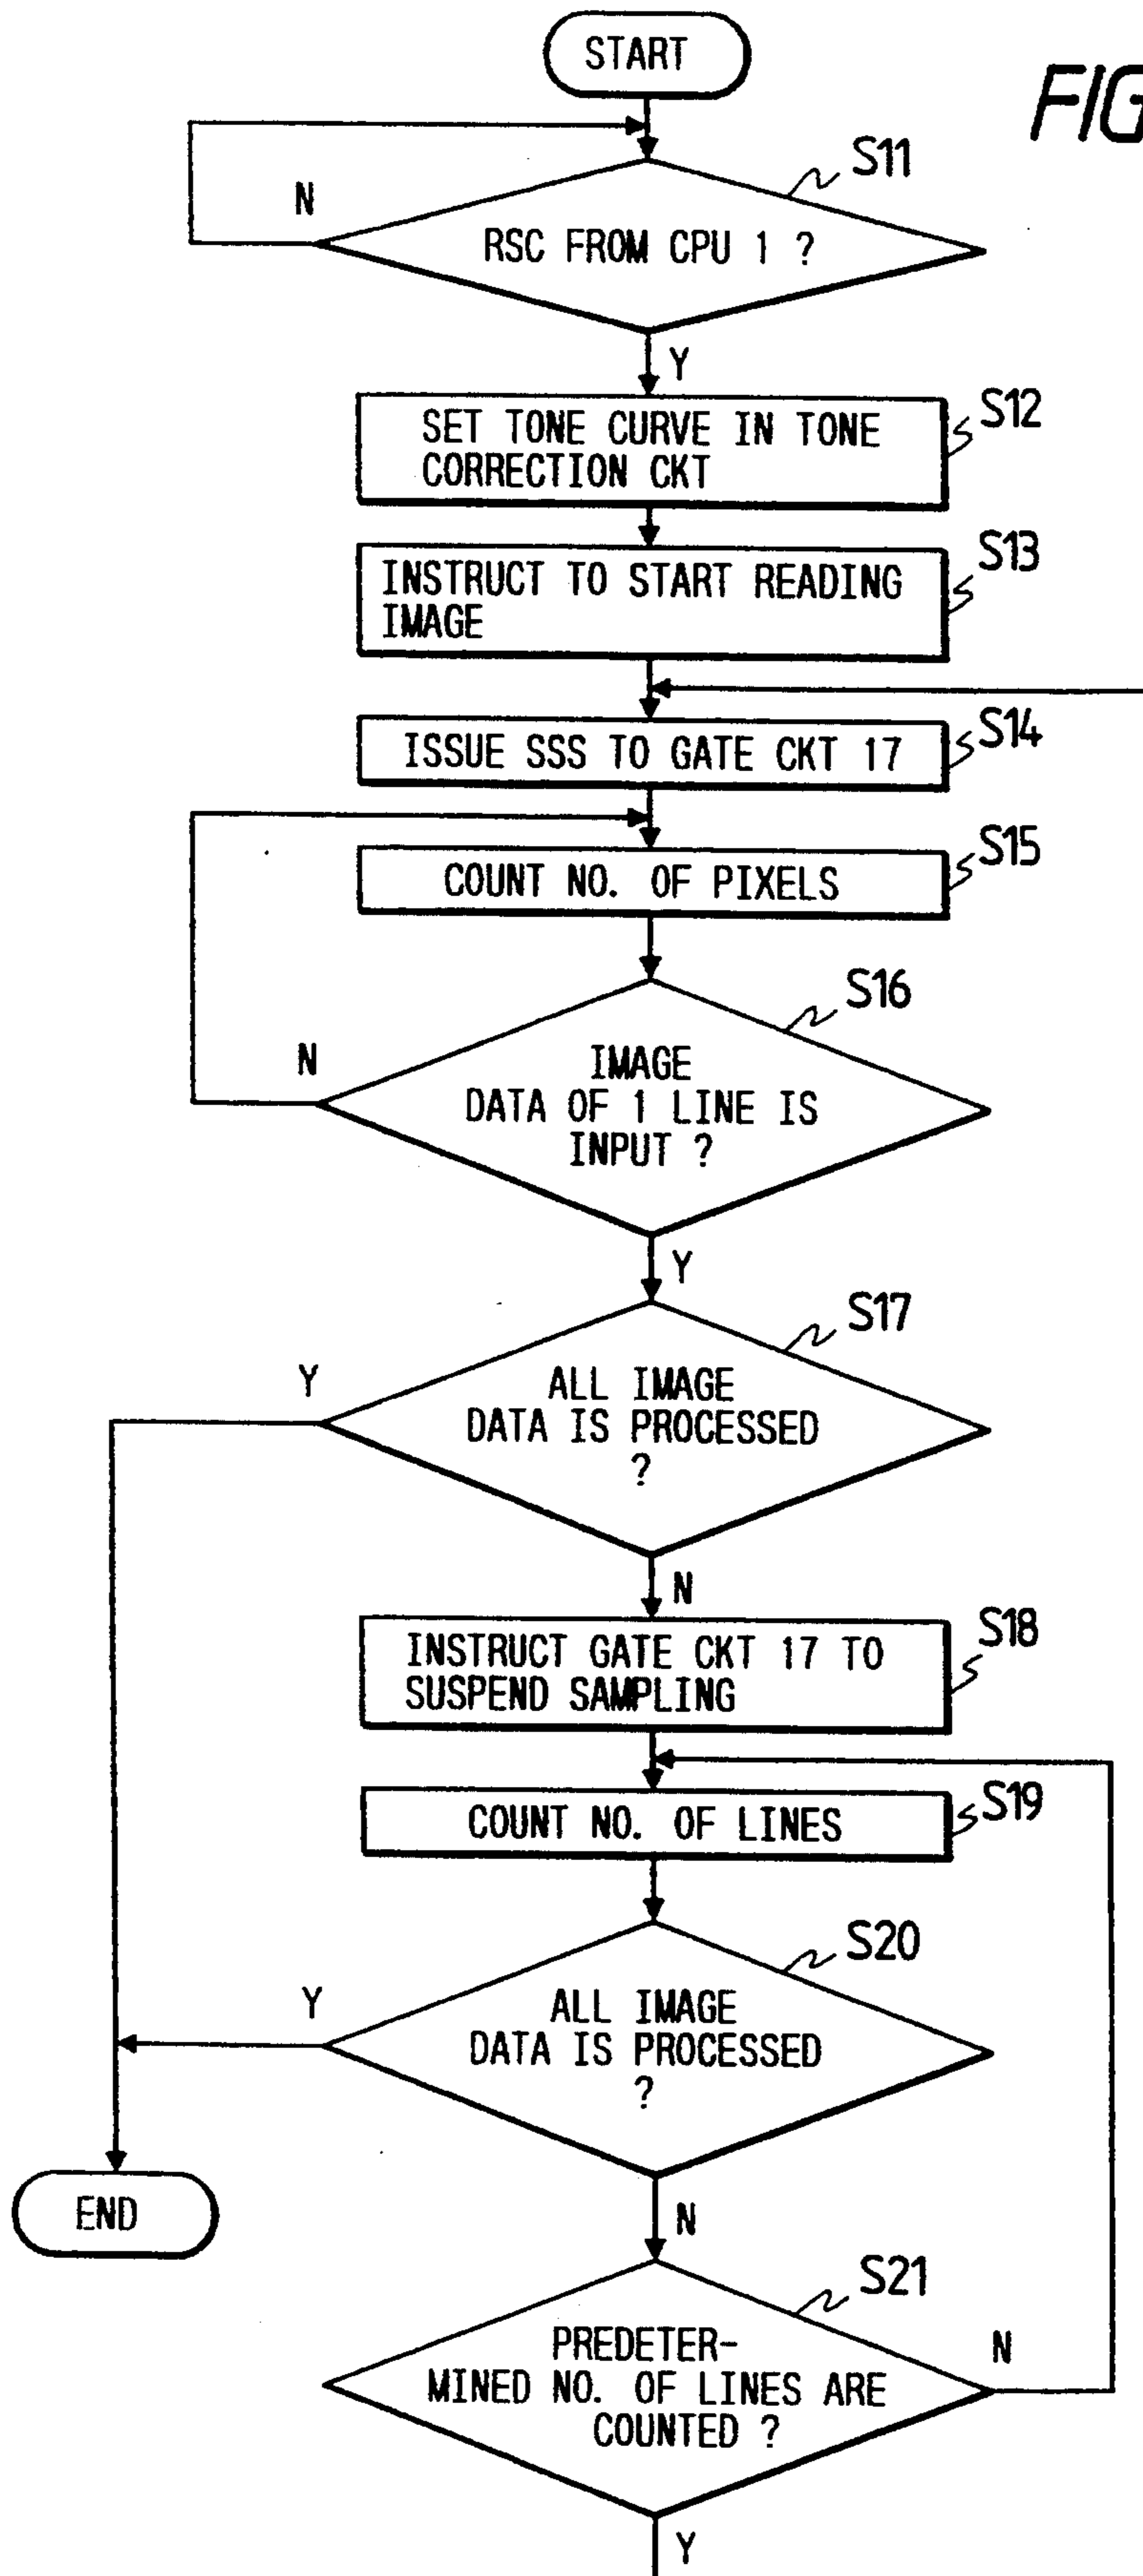 START
FIG
S11
N
RSC FROM CPU 1 ?
Y
S12
SET TONE CURVE IN TONE
CORRECTION CKT
S13
INSTRUCT TO START READING
IMAGE
S14
ISSUE SSS TO GATE CKT 17
S15
COUNT NO. OF PIXELS
S16
N
IMAGE
DATA OF 1 LINE IS
INPUT ?
Y
S17
Y
ALL IMAGE
DATA IS PROCESSED
?
N
S18
INSTRUCT GATE CKT 17 TO
SUSPEND SAMPLING
S19
COUNT NO. OF LINES
S20
Y
ALL IMAGE
DATA IS PROCESSED
?
END
N
S21
PREDETER-
MINED NO. OF LINES ARE
COUNTED ?
N
Y